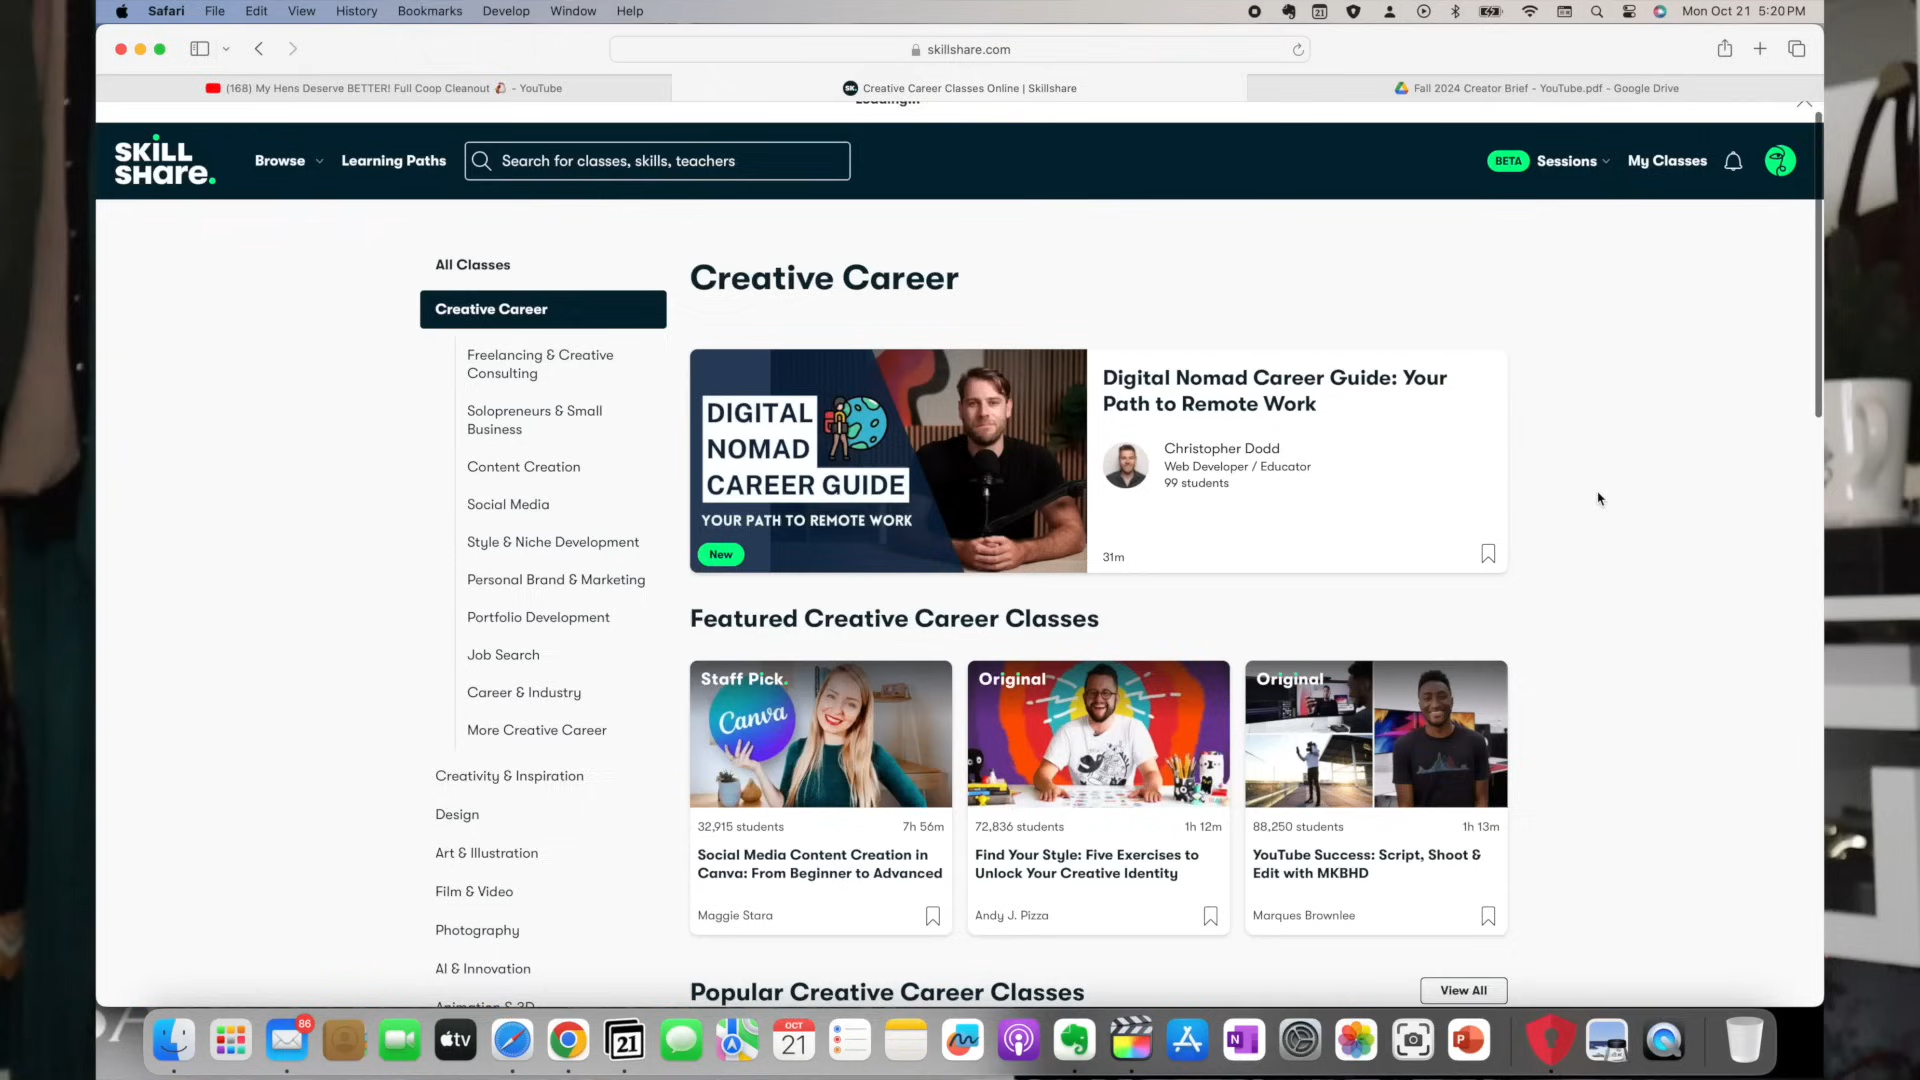 Safari File Edit View History Bookmarks Develop Window Help
21
Mon Oct 21 5:20 PM
skillshare.com
(168) My Hens Deserve BETTER! Full Coop Cleanout 🐔 - YouTube
SK. Creative Career Classes Online | Skillshare
Fall 2024 Creator Brief - YouTube.pdf - Google Drive
Loading...
SKILL
SHARE.
Browse
Learning Paths
Search for classes, skills, teachers
BETA Sessions
My Classes
All Classes
Creative Career
Freelancing & Creative
Consulting
Solopreneurs & Small
Business
Content Creation
Social Media
Style & Niche Development
Personal Brand & Marketing
Portfolio Development
Job Search
Career & Industry
More Creative Career
Creativity & Inspiration
Design
Art & Illustration
Film & Video
Photography
AI & Innovation
Animation & 3D
Creative Career
DIGITAL
NOMAD
CAREER GUIDE
YOUR PATH TO REMOTE WORK
New
Digital Nomad Career Guide: Your
Path to Remote Work
Christopher Dodd
Web Developer / Educator
99 students
31m
Featured Creative Career Classes
Staff Pick.
Canva
32,915 students 7h 56m
Social Media Content Creation in
Canva: From Beginner to Advanced
Maggie Stara
Original
72,836 students 1h 12m
Find Your Style: Five Exercises to
Unlock Your Creative Identity
Andy J. Pizza
Original
88,250 students 1h 13m
YouTube Success: Script, Shoot &
Edit with MKBHD
Marques Brownlee
Popular Creative Career Classes
View All
86
tv
21
OCT
21
N
P